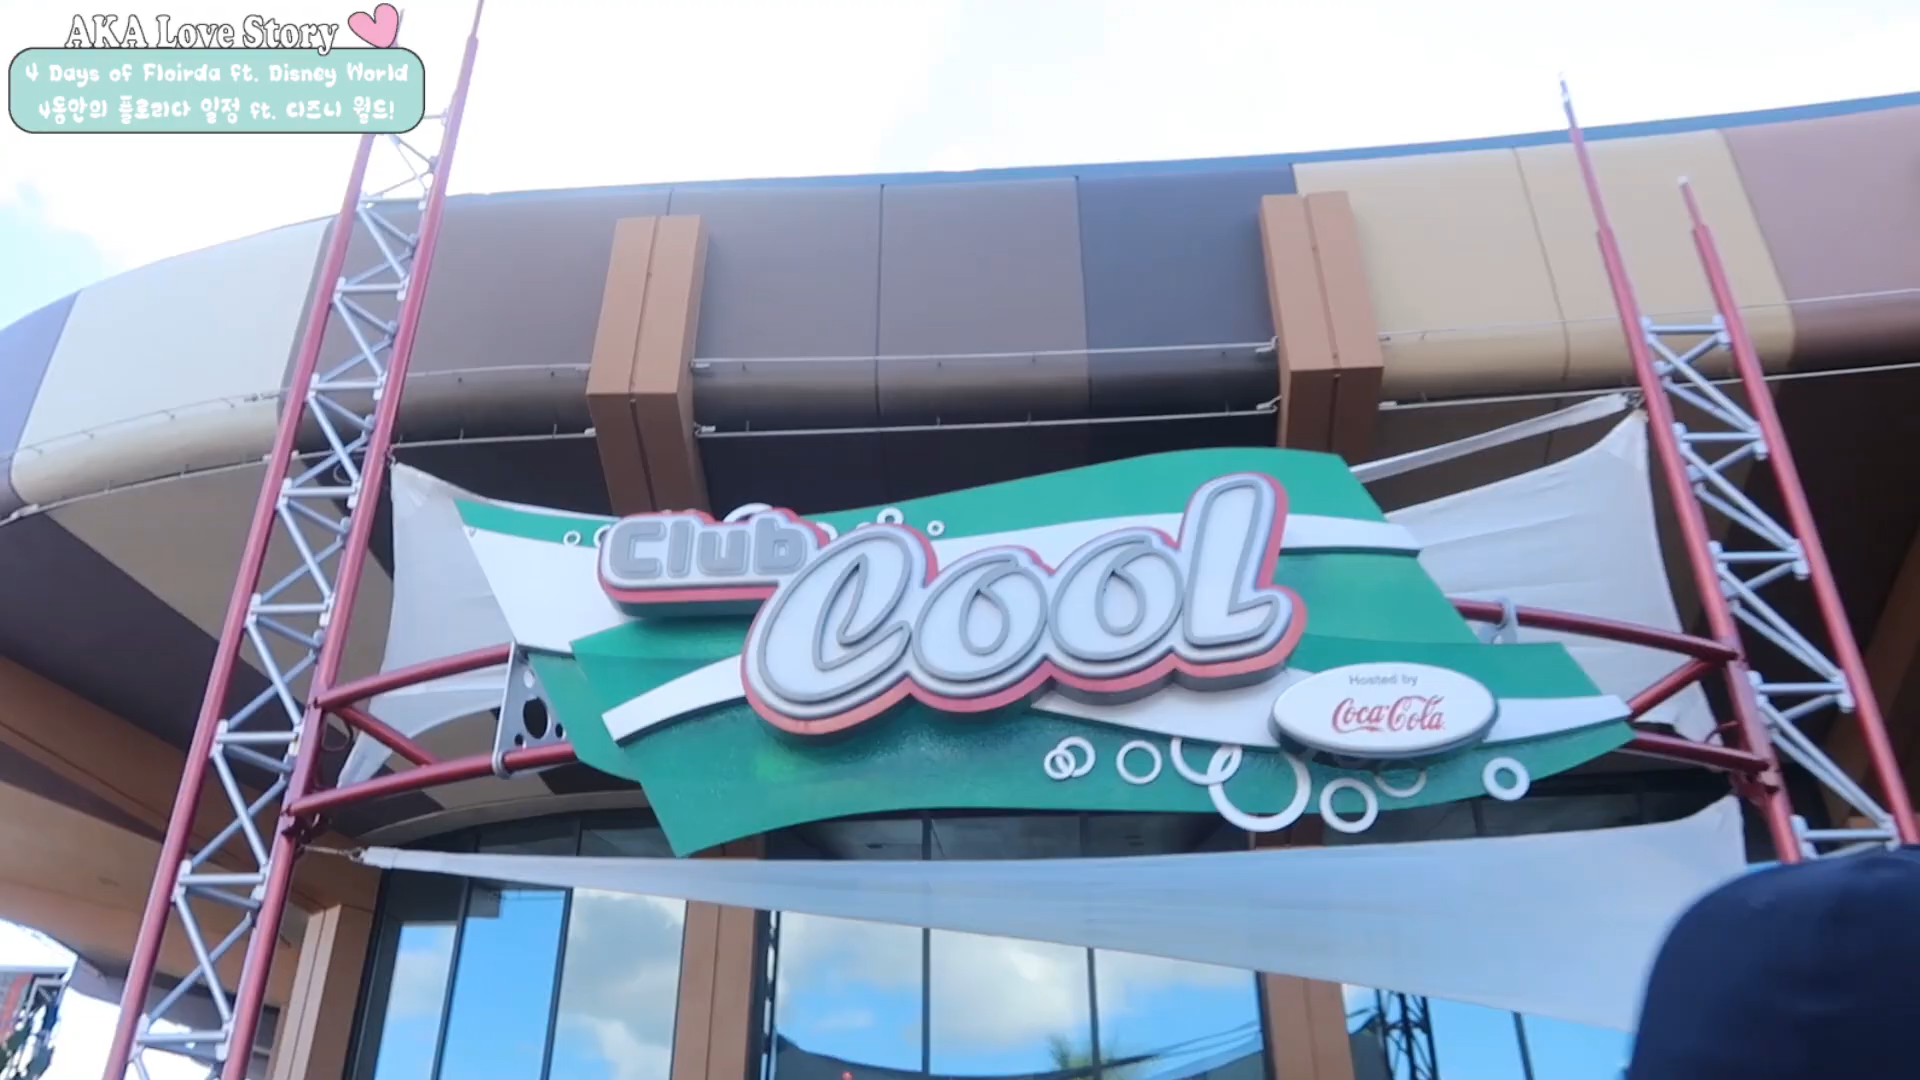 AKA Love Story
4 Days of Floirda ft. Disney World
4동안의 플로리다 일정 ft. 디즈니 월드!
Club
Cool
Hosted by
Coca-Cola